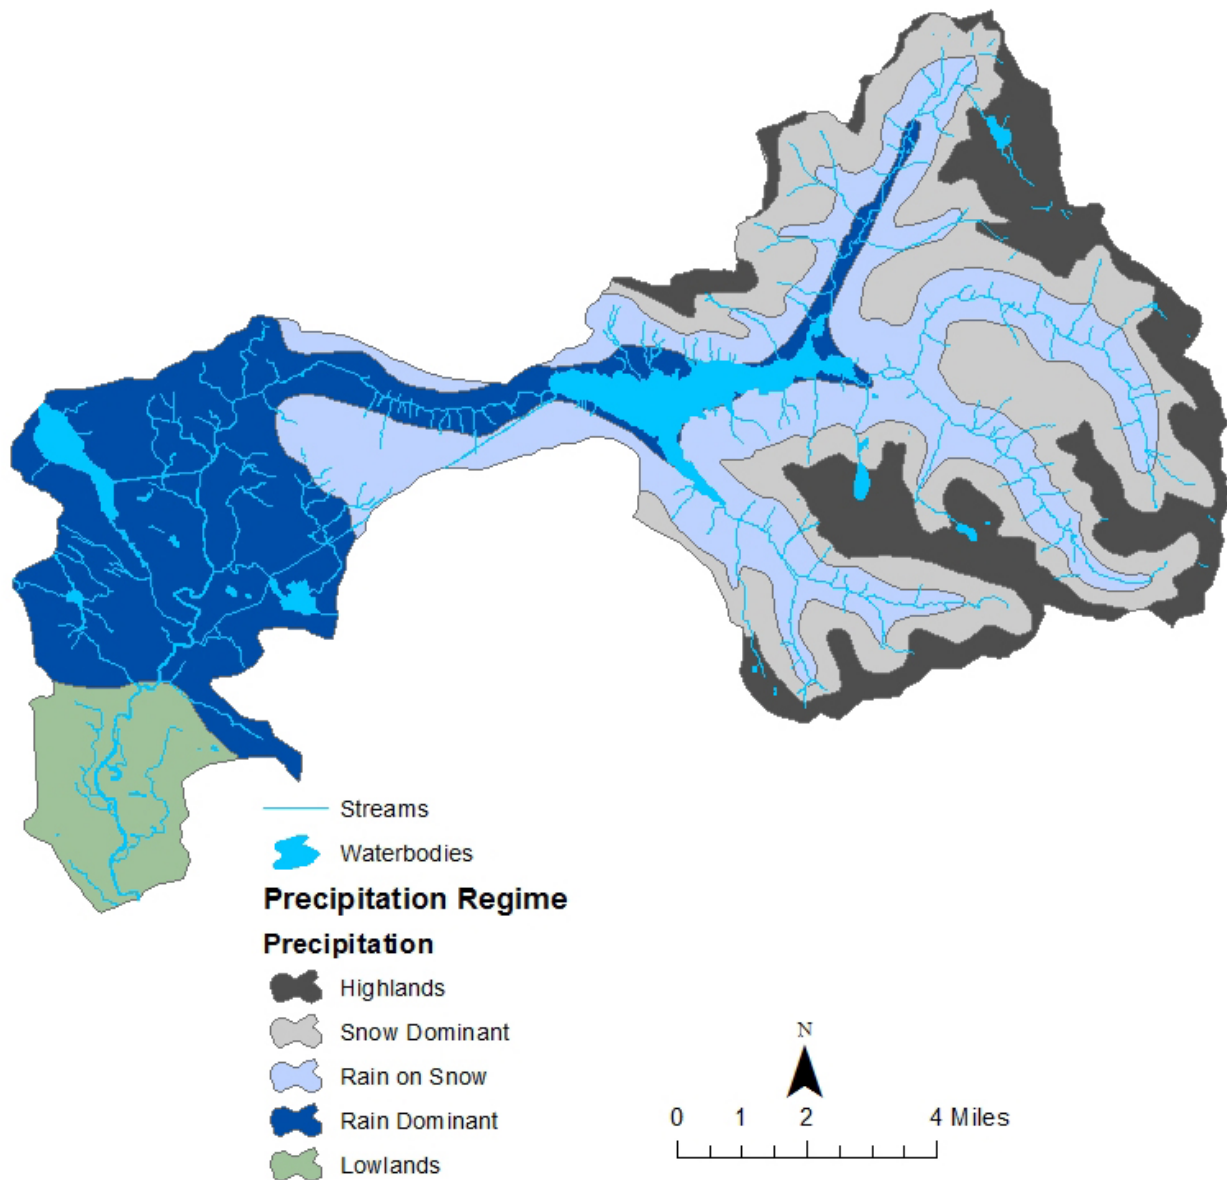 Streams
Waterbodies
Precipitation Regime
Precipitation
Highlands
Snow Dominant
Rain on Snow
Rain Dominant
Lowlands
N
0 1 2 4 Miles